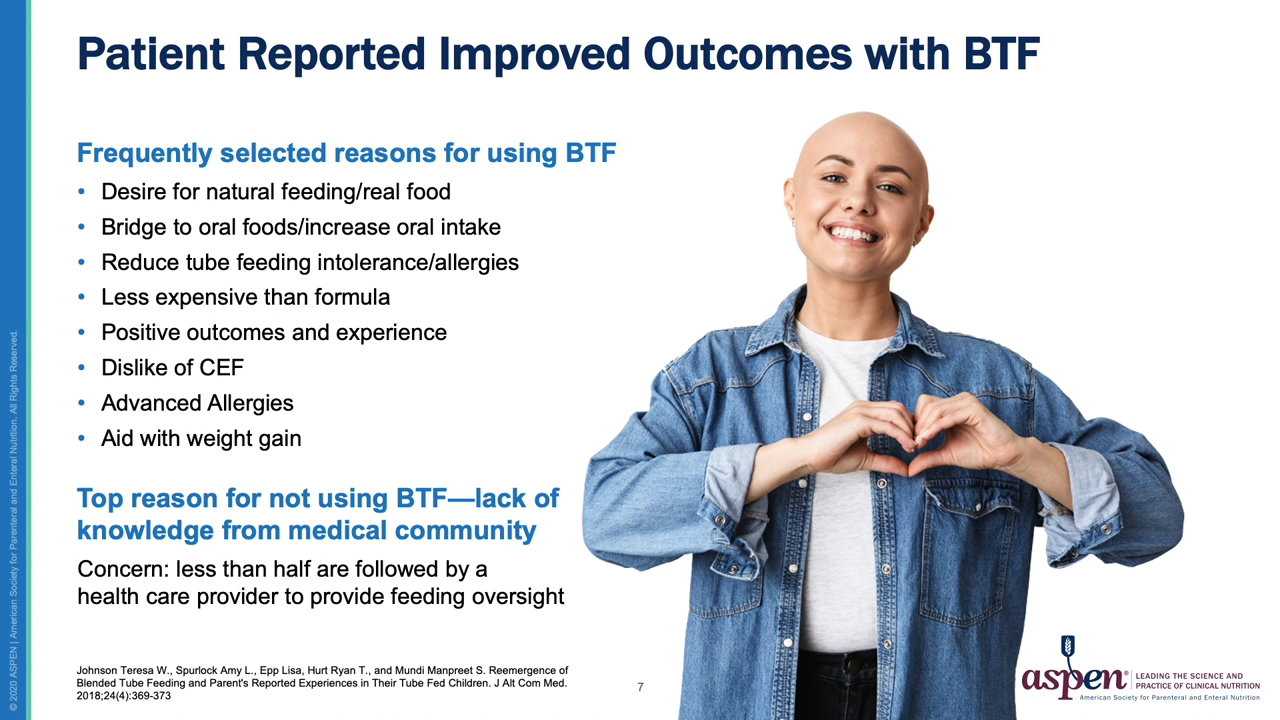 Patient Reported Improved Outcomes with BTF
Frequently selected reasons for using BTF
• Desire for natural feeding/real food
• Bridge to oral foods/increase oral intake
• Reduce tube feeding intolerance/allergies
• Less expensive than formula
• Positive outcomes and experience
• Dislike of CEF
• Advanced Allergies
• Aid with weight gain
Top reason for not using BTF—lack of
knowledge from medical community
Concern: less than half are followed by a
health care provider to provide feeding oversight
Johnson Teresa W., Spurlock Amy L., Epp Lisa, Hurt Ryan T., and Mundi Manpreet S. Reemergence of
Blended Tube Feeding and Parent's Reported Experiences in Their Tube Fed Children. J Alt Com Med.
2018;24(4):369-373
7
aspen®
LEADING THE SCIENCE AND
PRACTICE OF CLINICAL NUTRITION
American Society for Parenteral and Enteral Nutrition
© 2020 ASPEN | American Society for Parenteral and Enteral Nutrition. All Rights Reserved.